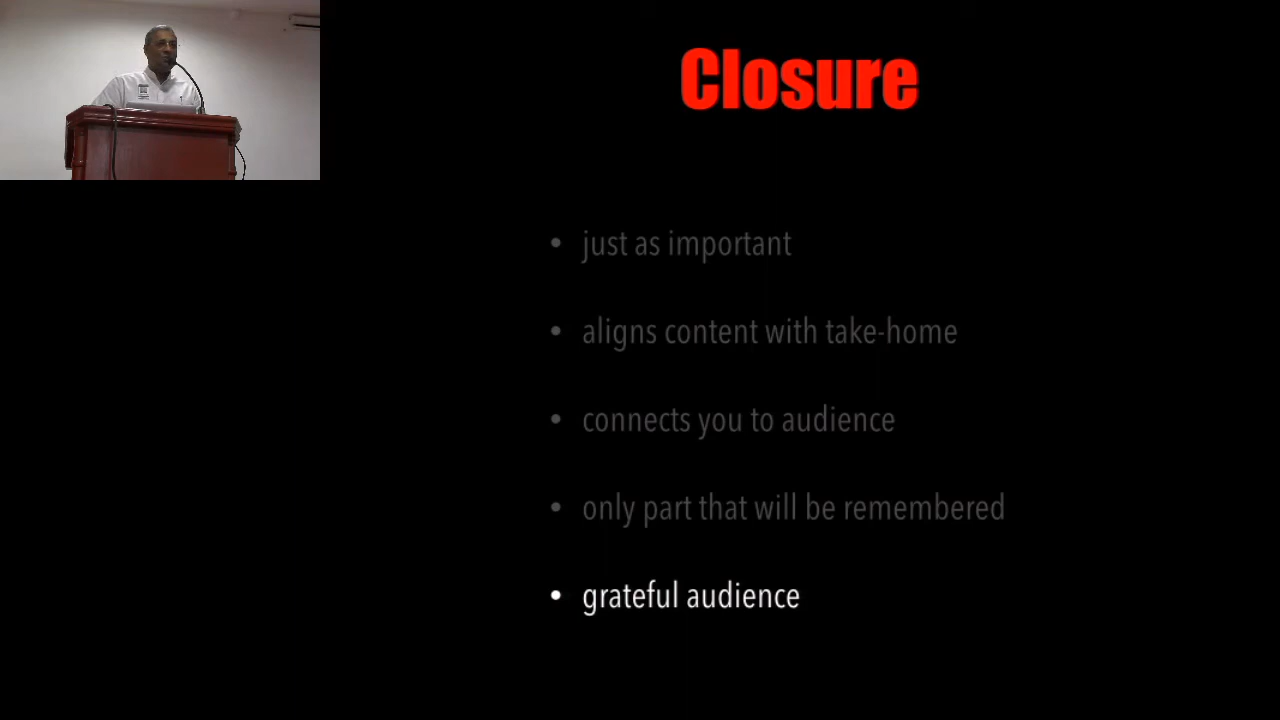 Closure
• just as important
• aligns content with take-home
• connects you to audience
• only part that will be remembered
• grateful audience